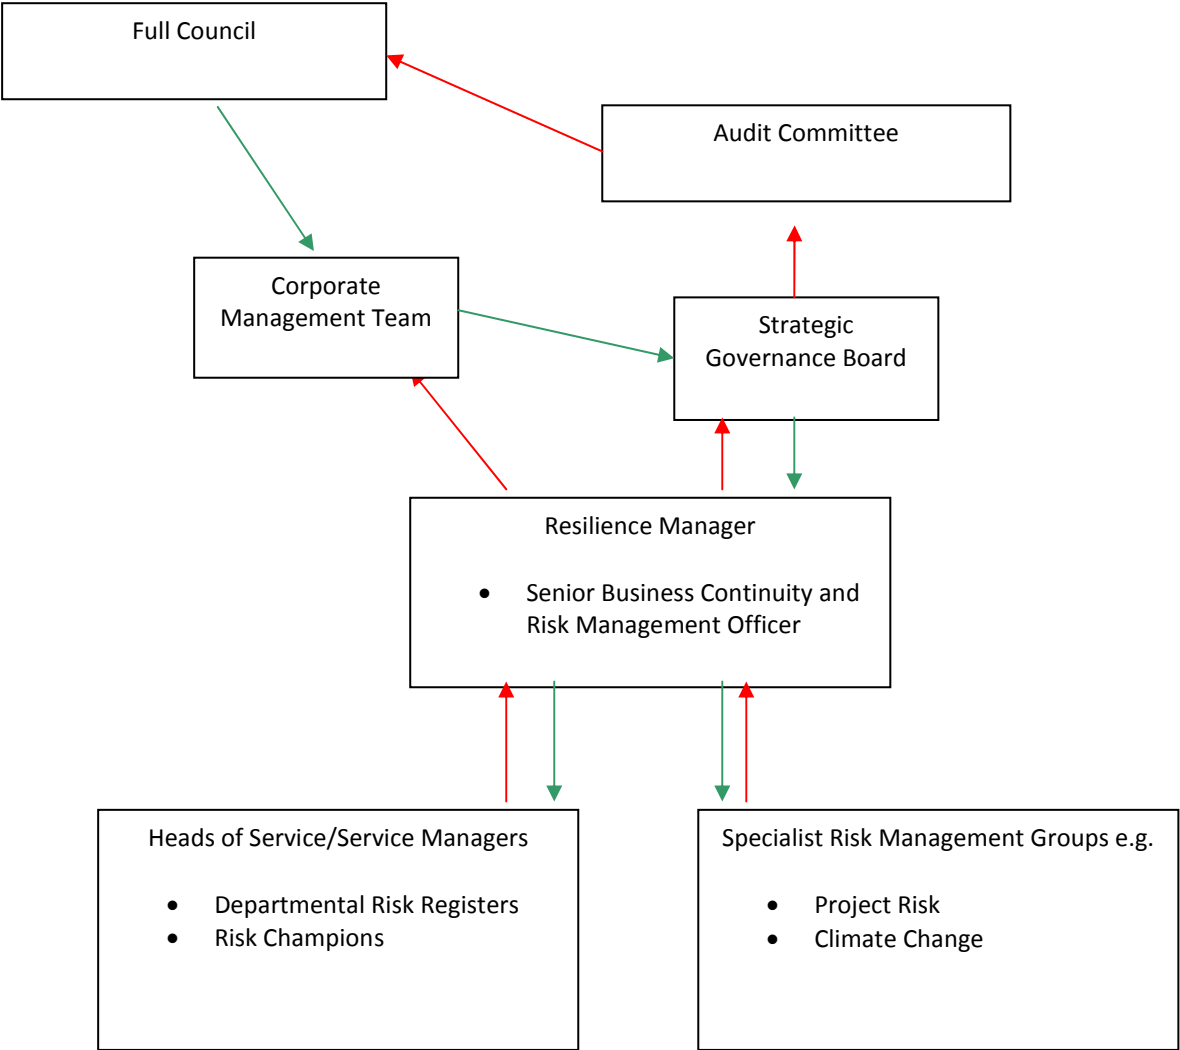 Full Council
Audit Committee
Corporate
Management Team
Strategic
Governance Board
Resilience Manager
• Senior Business Continuity and
Risk Management Officer
Heads of Service/Service Managers
• Departmental Risk Registers
• Risk Champions
Specialist Risk Management Groups e.g.
• Project Risk
• Climate Change